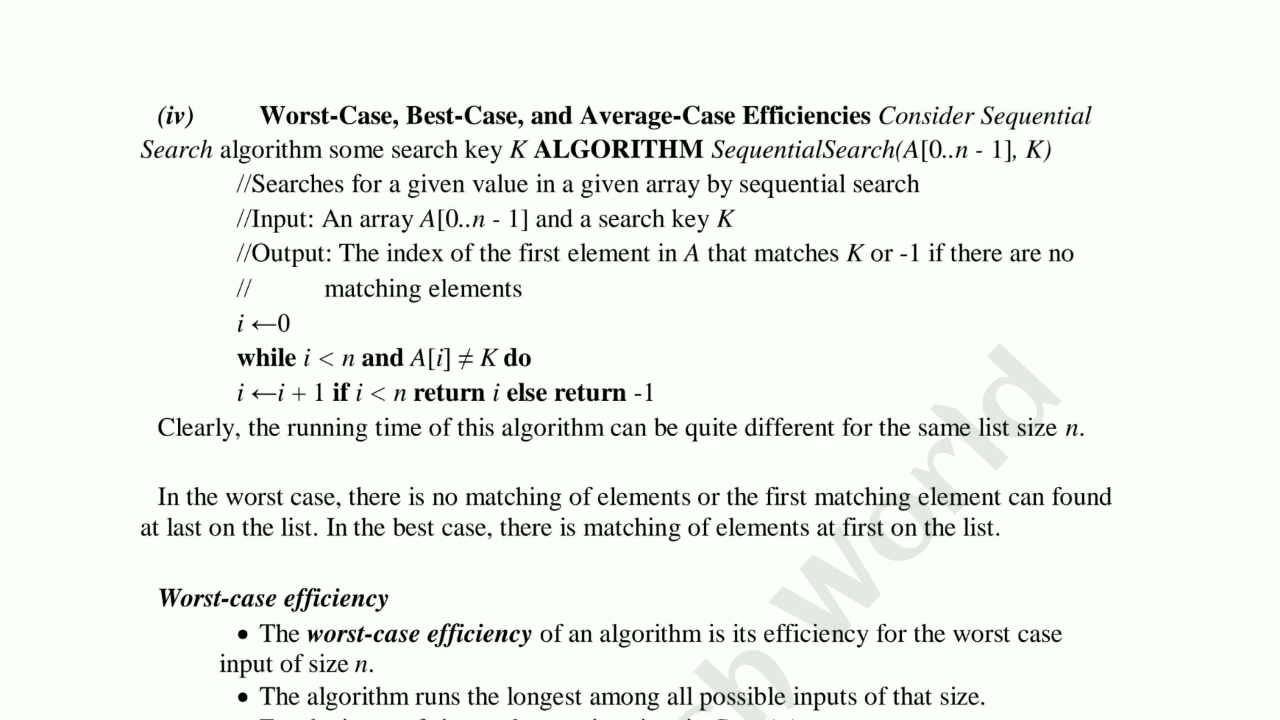 (iv) Worst-Case, Best-Case, and Average-Case Efficiencies Consider Sequential
Search algorithm some search key K ALGORITHM SequentialSearch(A[0..n - 1], K)
//Searches for a given value in a given array by sequential search
//Input: An array A[0..n - 1] and a search key K
//Output: The index of the first element in A that matches K or -1 if there are no
// matching elements
i ←0
while i < n and A[i] ≠ K do
i ←i + 1 if i < n return i else return -1
Clearly, the running time of this algorithm can be quite different for the same list size n.
In the worst case, there is no matching of elements or the first matching element can found
at last on the list. In the best case, there is matching of elements at first on the list.
Worst-case efficiency
• The worst-case efficiency of an algorithm is its efficiency for the worst case
input of size n.
• The algorithm runs the longest among all possible inputs of that size.
world